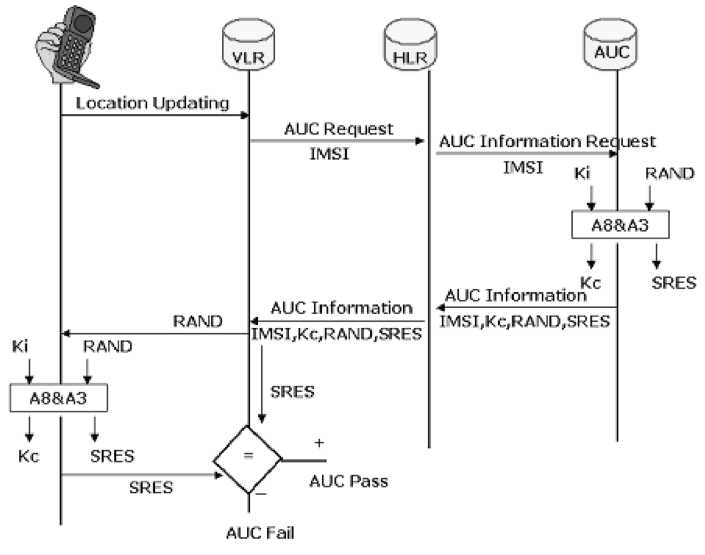 VLR
HLR
AUC
Location Updating
AUC Request
IMSI
AUC Information Request
IMSI
Ki
RAND
A8&A3
Kc
SRES
AUC Information
IMSI,Kc,RAND,SRES
AUC Information
IMSI,Kc,RAND,SRES
RAND
Ki
RAND
A8&A3
Kc
SRES
SRES
SRES
=
+
AUC Pass
–
AUC Fail